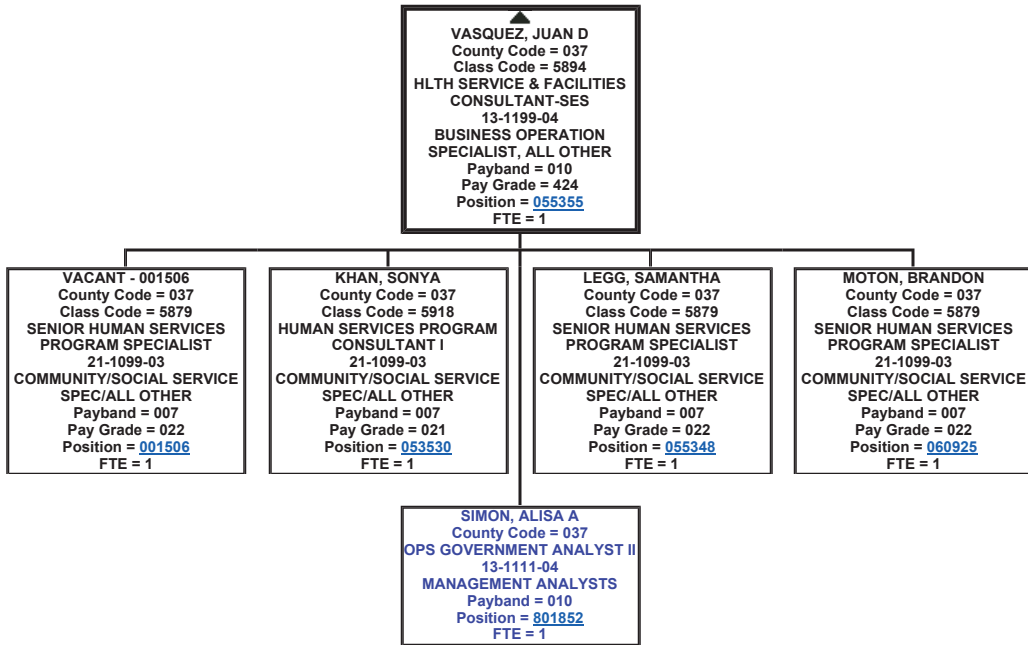 VASQUEZ, JUAN D
County Code = 037
Class Code = 5894
HLTH SERVICE & FACILITIES
CONSULTANT-SES
13-1199-04
BUSINESS OPERATION
SPECIALIST, ALL OTHER
Payband = 010
Pay Grade = 424
Position = 055355
FTE = 1
VACANT - 001506
County Code = 037
Class Code = 5879
SENIOR HUMAN SERVICES
PROGRAM SPECIALIST
21-1099-03
COMMUNITY/SOCIAL SERVICE
SPEC/ALL OTHER
Payband = 007
Pay Grade = 022
Position = 001506
FTE = 1
KHAN, SONYA
County Code = 037
Class Code = 5918
HUMAN SERVICES PROGRAM
CONSULTANT I
21-1099-03
COMMUNITY/SOCIAL SERVICE
SPEC/ALL OTHER
Payband = 007
Pay Grade = 021
Position = 053530
FTE = 1
LEGG, SAMANTHA
County Code = 037
Class Code = 5879
SENIOR HUMAN SERVICES
PROGRAM SPECIALIST
21-1099-03
COMMUNITY/SOCIAL SERVICE
SPEC/ALL OTHER
Payband = 007
Pay Grade = 022
Position = 055348
FTE = 1
MOTON, BRANDON
County Code = 037
Class Code = 5879
SENIOR HUMAN SERVICES
PROGRAM SPECIALIST
21-1099-03
COMMUNITY/SOCIAL SERVICE
SPEC/ALL OTHER
Payband = 007
Pay Grade = 022
Position = 060925
FTE = 1
SIMON, ALISA A
County Code = 037
OPS GOVERNMENT ANALYST II
13-1111-04
MANAGEMENT ANALYSTS
Payband = 010
Position = 801852
FTE = 1